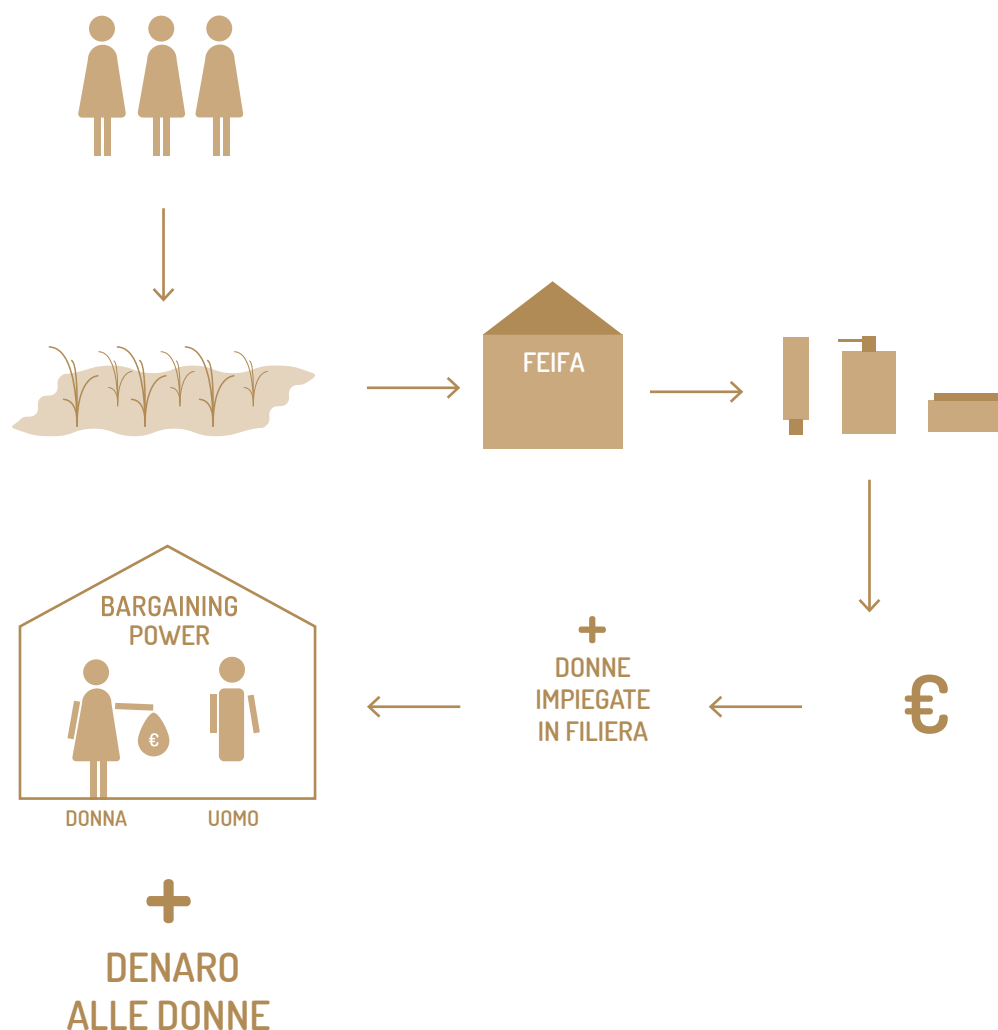 FEIFA
BARGAINING
POWER
€
DONNA
UOMO
+
DONNE
IMPIEGATE
IN FILIERA
€
+
DENARO
ALLE DONNE